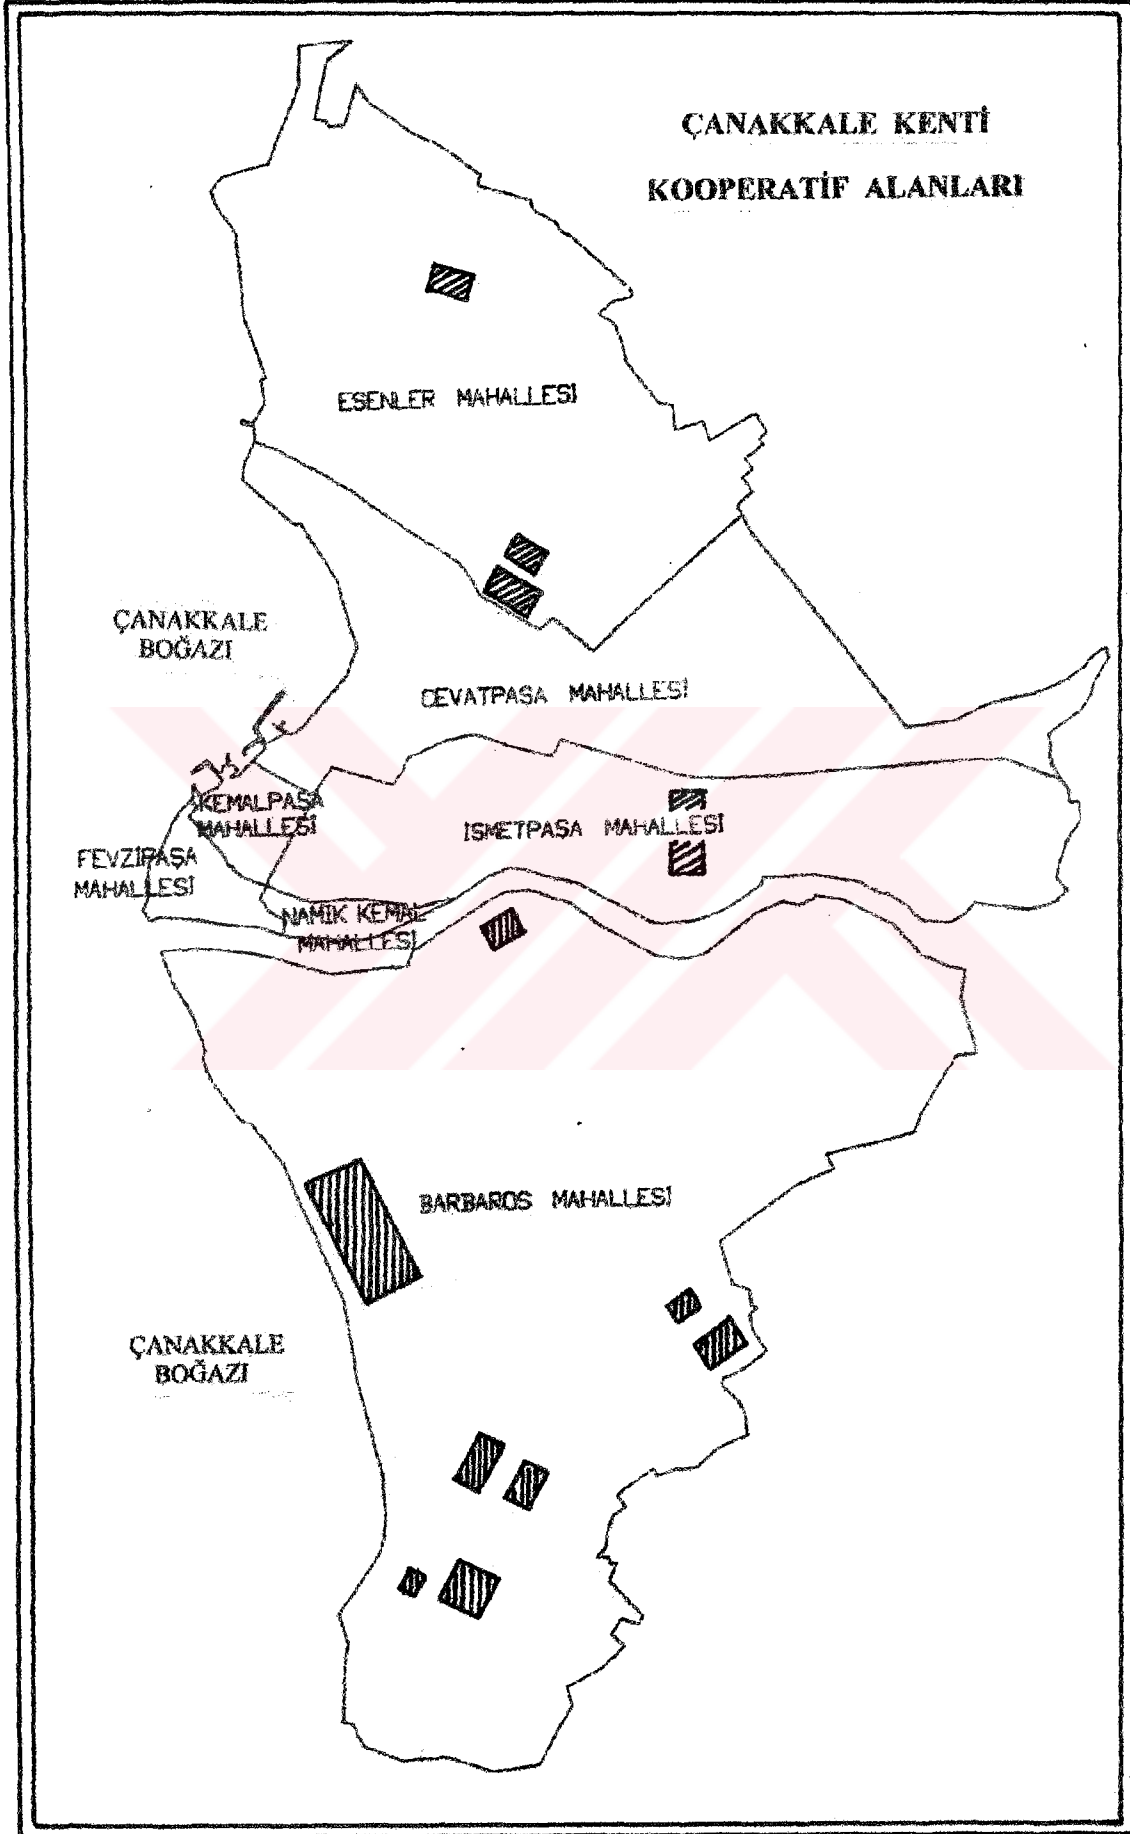 ÇANAKKALE KENTİ
KOOPERATİF ALANLARI
ESENLER MAHALLESİ
ÇANAKKALE
BOĞAZI
CEVATPAŞA MAHALLESİ
KEMALPAŞA
MAHALLESİ
İSMETPAŞA MAHALLESİ
FEVZİPAŞA
MAHALLESİ
NAMIK KEMAL
MAHALLESİ
BARBAROS MAHALLESİ
ÇANAKKALE
BOĞAZI